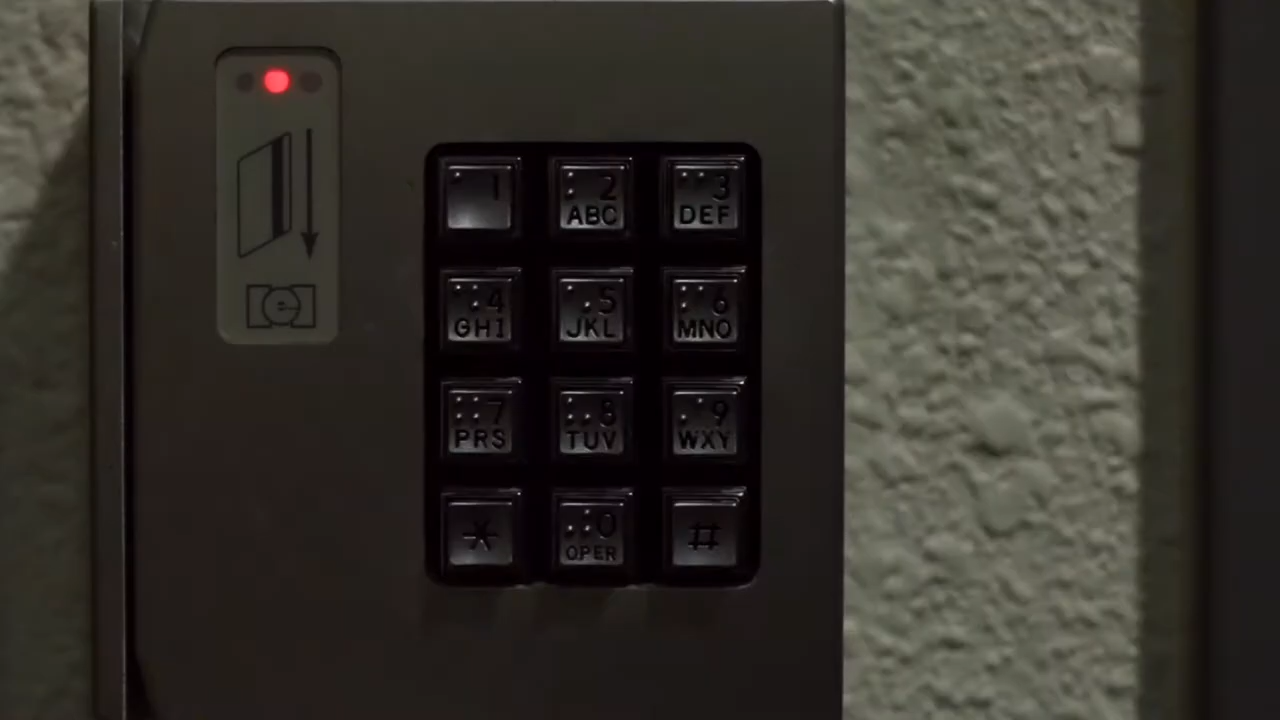 1 2 3
ABC DEF
4 5 6
GHI JKL MNO
7 8 9
PRS TUV WXY
* 0 #
OPER